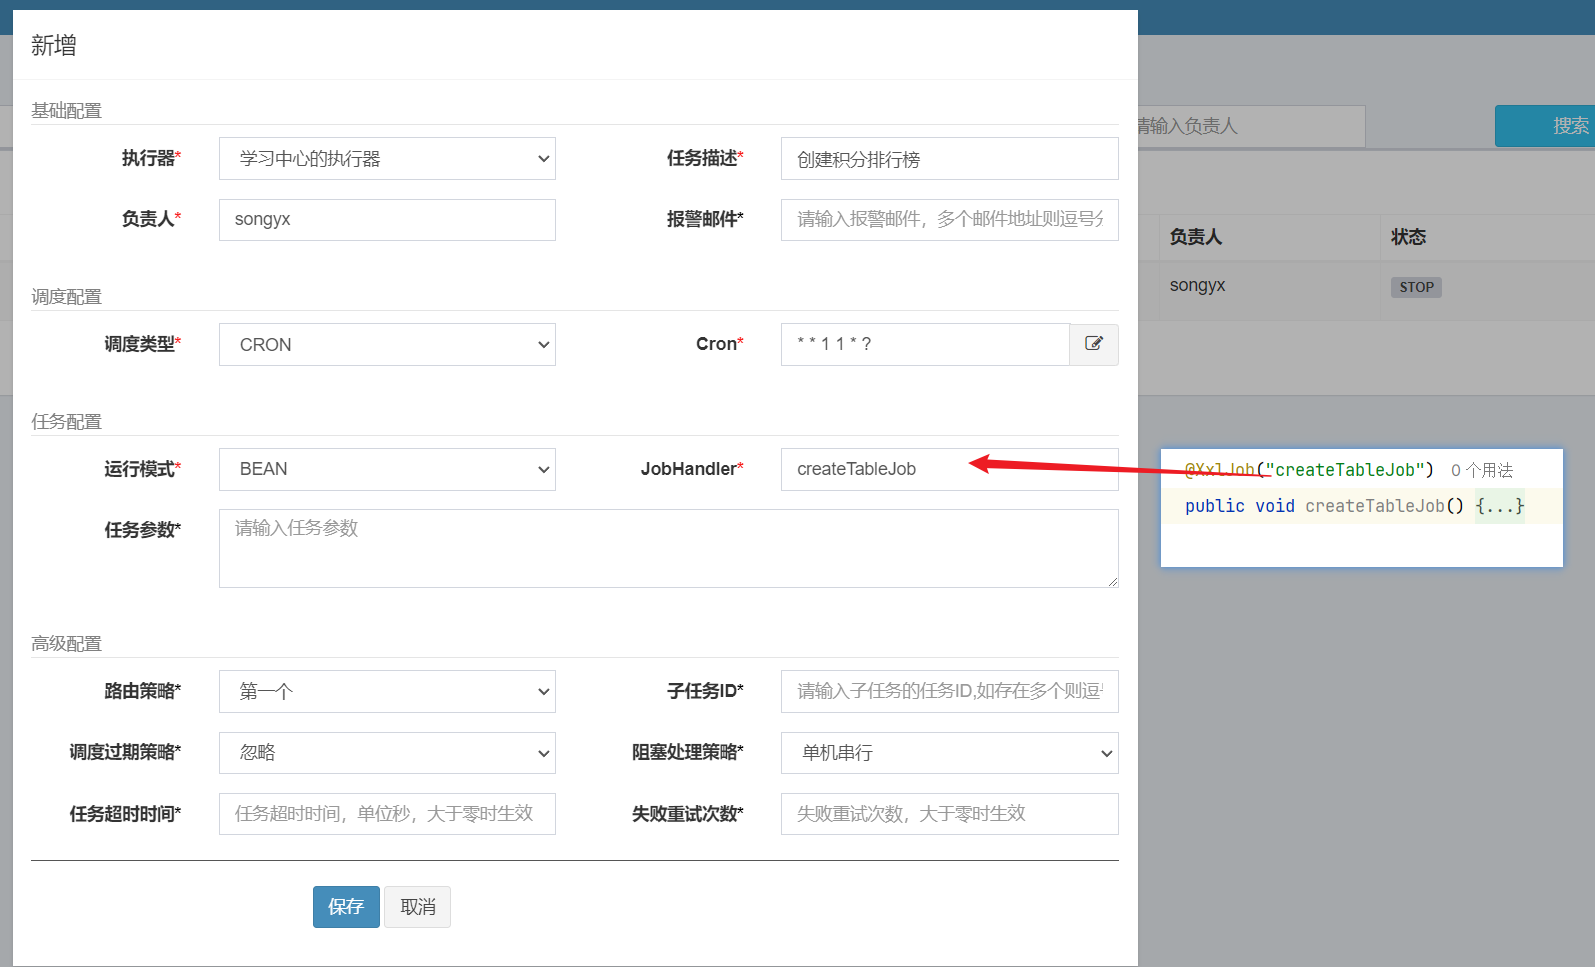 新增
基础配置
执行器* 学习中心的执行器 任务描述* 创建积分排行榜
负责人* songyx 报警邮件* 请输入报警邮件，多个邮件地址则逗号
调度配置
调度类型* CRON Cron* * * 1 1 * ?
任务配置
运行模式* BEAN JobHandler* createTableJob
任务参数* 请输入任务参数
高级配置
路由策略* 第一个 子任务ID* 请输入子任务的任务ID,如存在多个则逗
调度过期策略* 忽略 阻塞处理策略* 单机串行
任务超时时间* 任务超时时间，单位秒，大于零时生效 失败重试次数* 失败重试次数，大于零时生效
保存 取消
请输入负责人 搜索
负责人 状态
songyx STOP
@XxlJob("createTableJob") 0 个用法
public void createTableJob() {...}